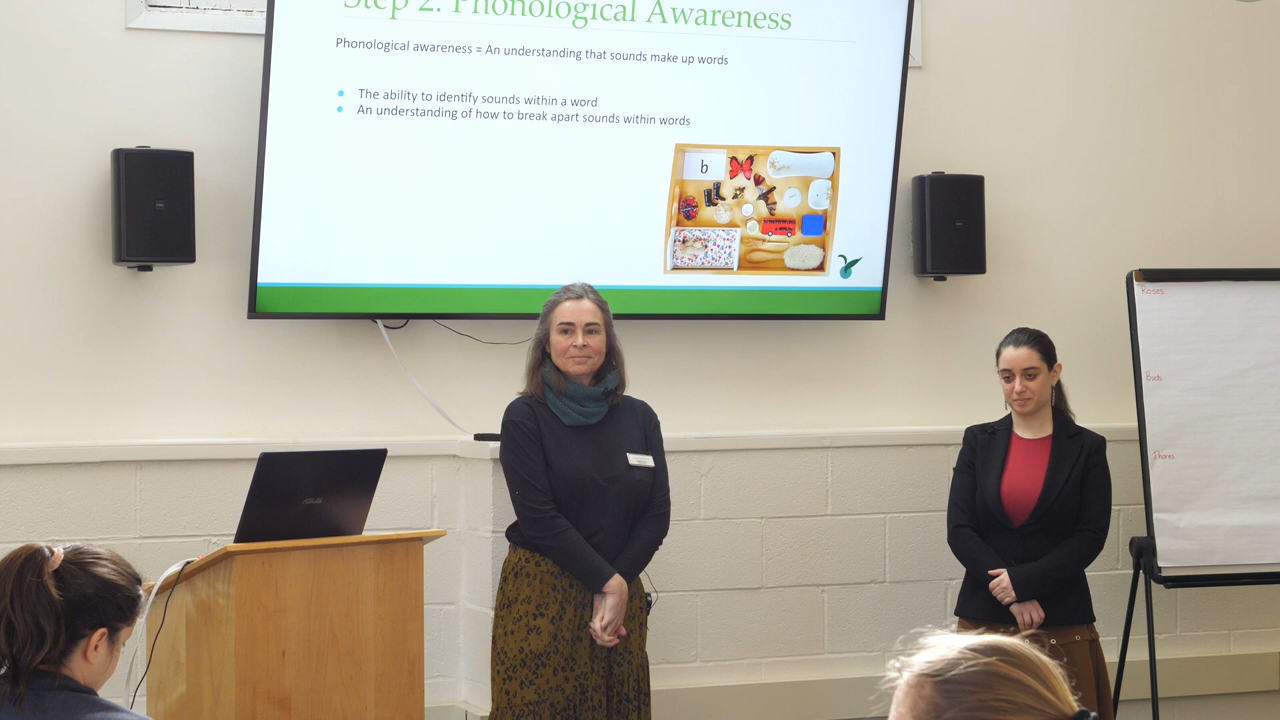 Step 2: Phonological Awareness
Phonological awareness = An understanding that sounds make up words
The ability to identify sounds within a word
An understanding of how to break apart sounds within words
b
Roses
Buds
Thorns
ASUS